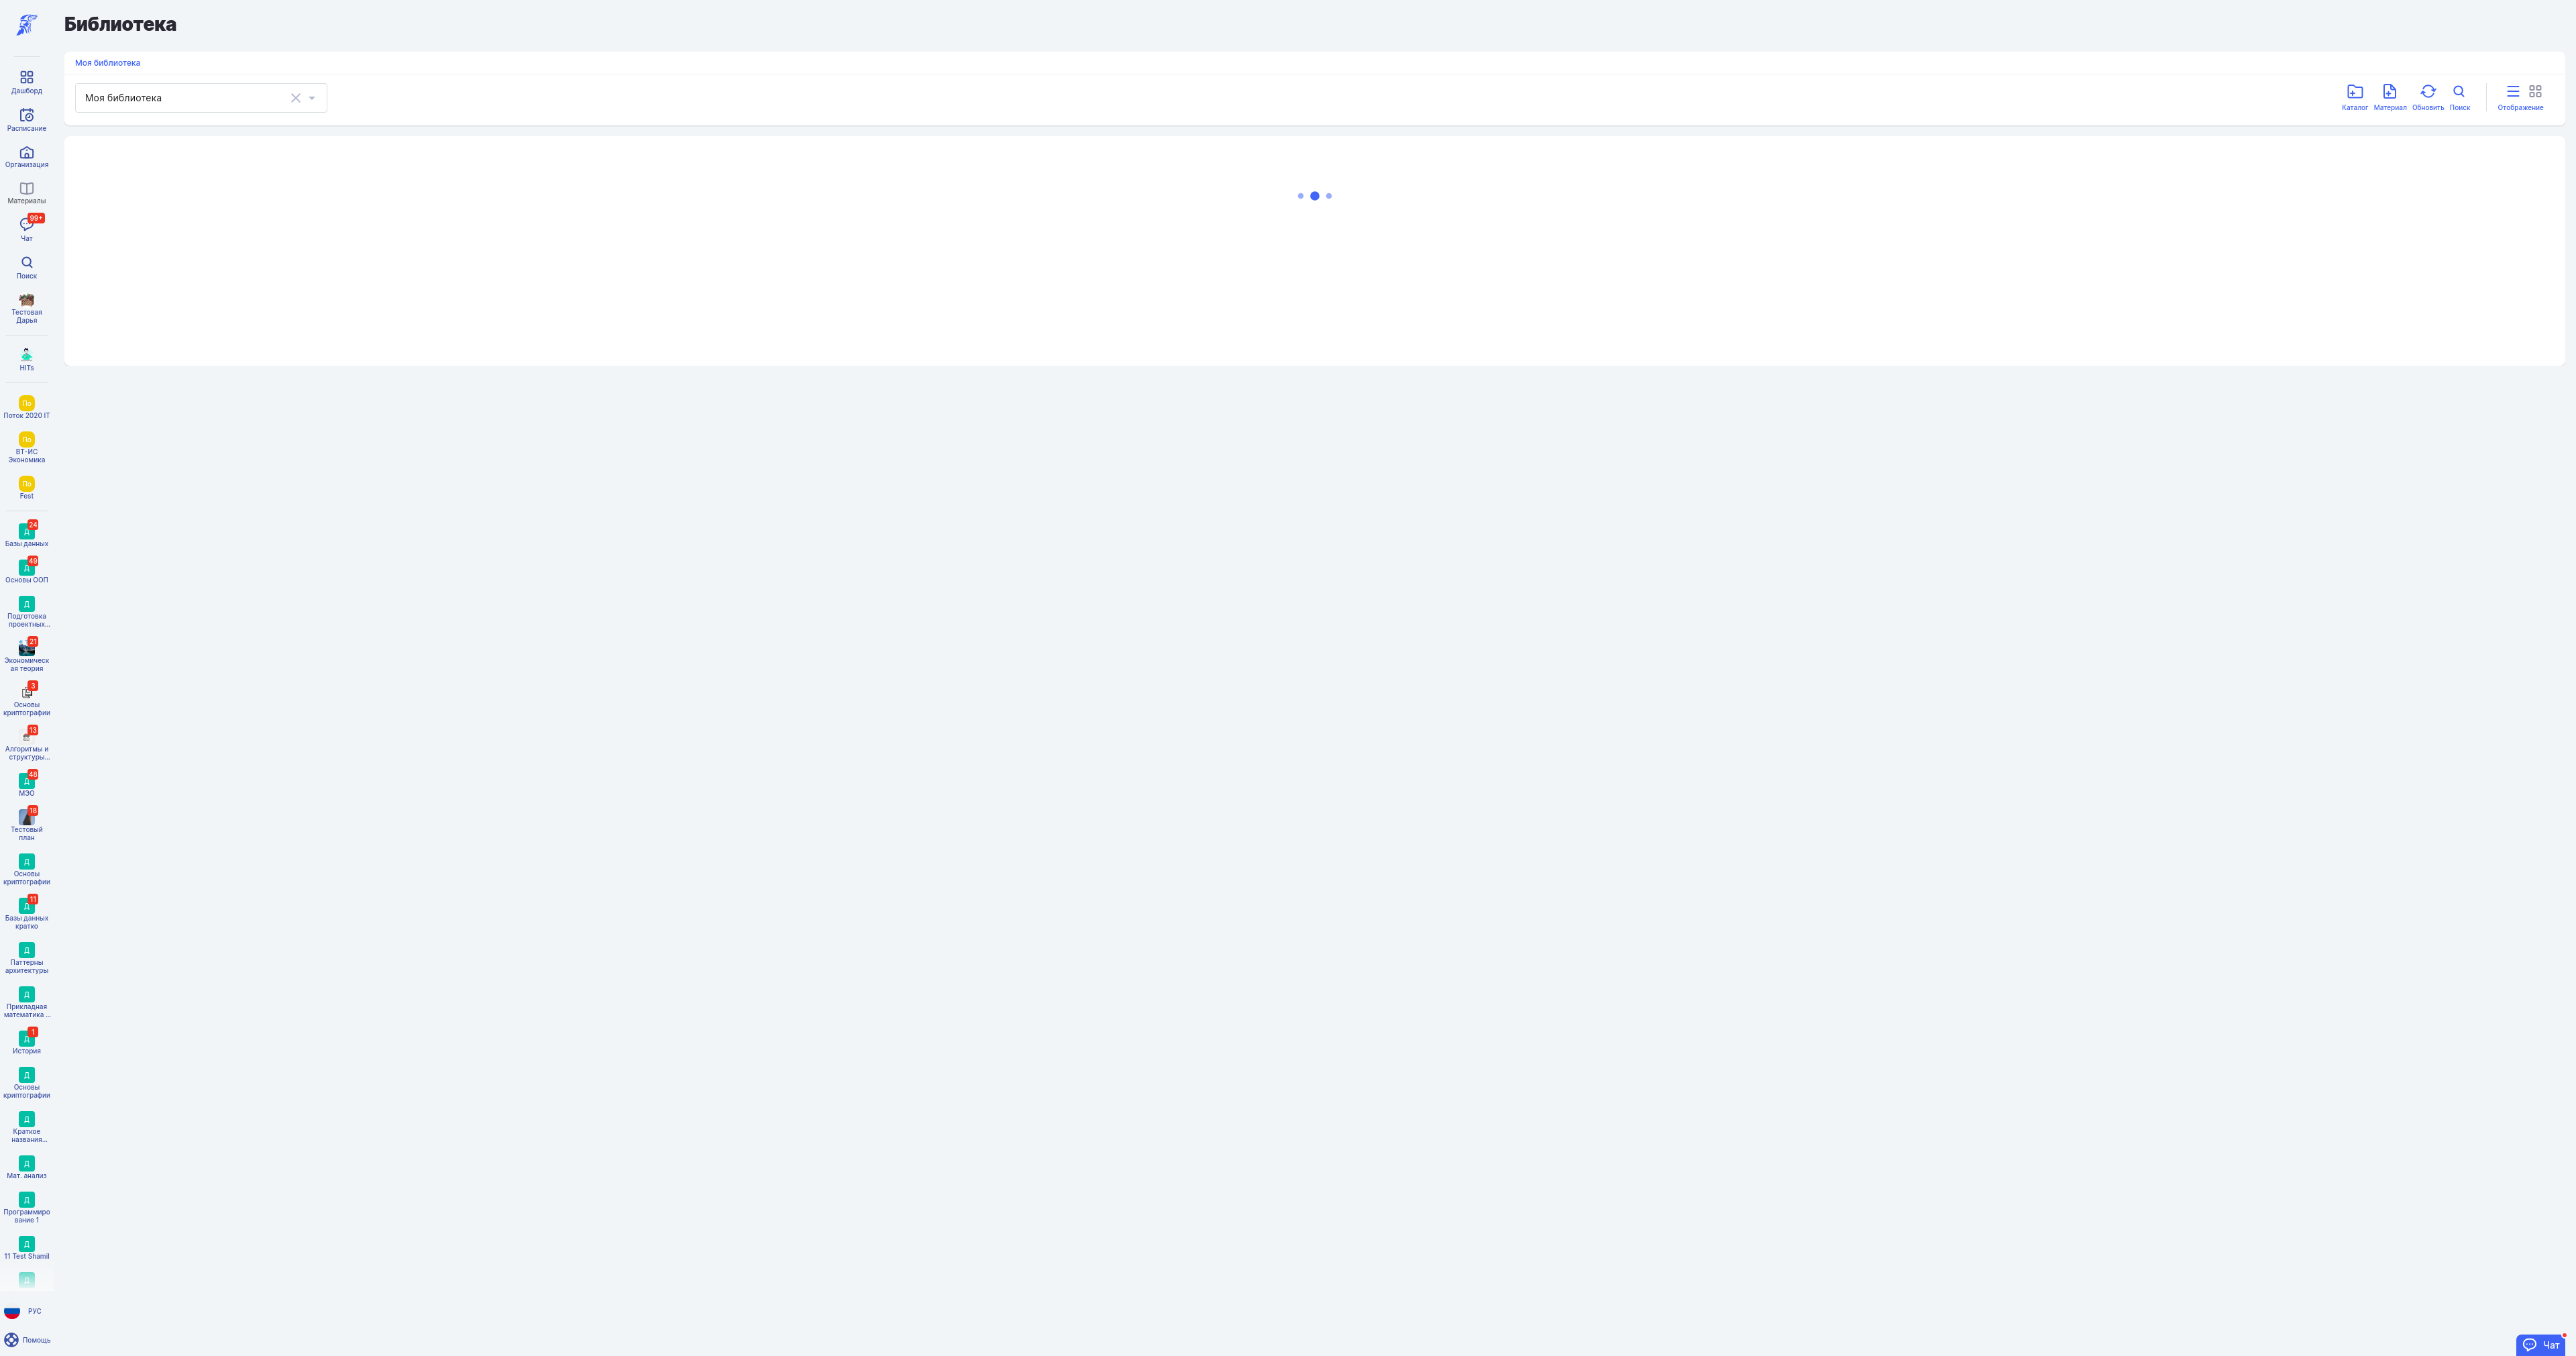 Библиотека
Моя библиотека
Моя библиотека
Каталог
Материал
Обновить
Поиск
Отображение
Дашборд
Расписание
Организация
Материалы
99+
Чат
Поиск
Тестовая
Дарья
HITs
По
Поток 2020 IT
По
ВТ-ИС
Экономика
По
Fest
24
Д
Базы данных
49
Д
Основы ООП
Д
Подготовка
проектных...
21
Экономическ
ая теория
3
Основы
криптографии
13
Алгоритмы и
структуры...
48
Д
МЭО
18
Тестовый
план
Д
Основы
криптографии
11
Д
Базы данных
кратко
Д
Паттерны
архитектуры
Д
Прикладная
математика ...
1
Д
История
Д
Основы
криптографии
Д
Краткое
названия...
Д
Мат. анализ
Д
Программиро
вание 1
Д
11 Test Shamil
Д
РУС
Помощь
Чат